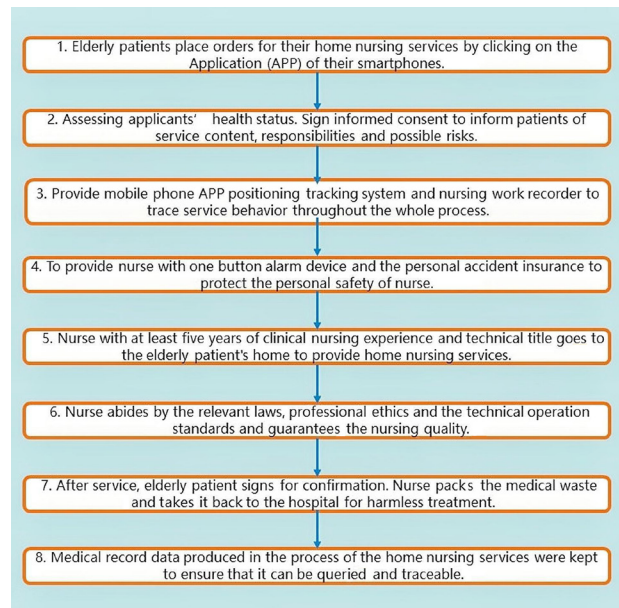 1. Elderly patients place orders for their home nursing services by clicking on the
Application (APP) of their smartphones.
2. Assessing applicants' health status. Sign informed consent to inform patients of
service content, responsibilities and possible risks.
3. Provide mobile phone APP positioning tracking system and nursing work recorder to
trace service behavior throughout the whole process.
4. To provide nurse with one button alarm device and the personal accident insurance to
protect the personal safety of nurse.
5. Nurse with at least five years of clinical nursing experience and technical title goes to
the elderly patient's home to provide home nursing services.
6. Nurse abides by the relevant laws, professional ethics and the technical operation
standards and guarantees the nursing quality.
7. After service, elderly patient signs for confirmation. Nurse packs the medical waste
and takes it back to the hospital for harmless treatment.
8. Medical record data produced in the process of the home nursing services were kept
to ensure that it can be queried and traceable.